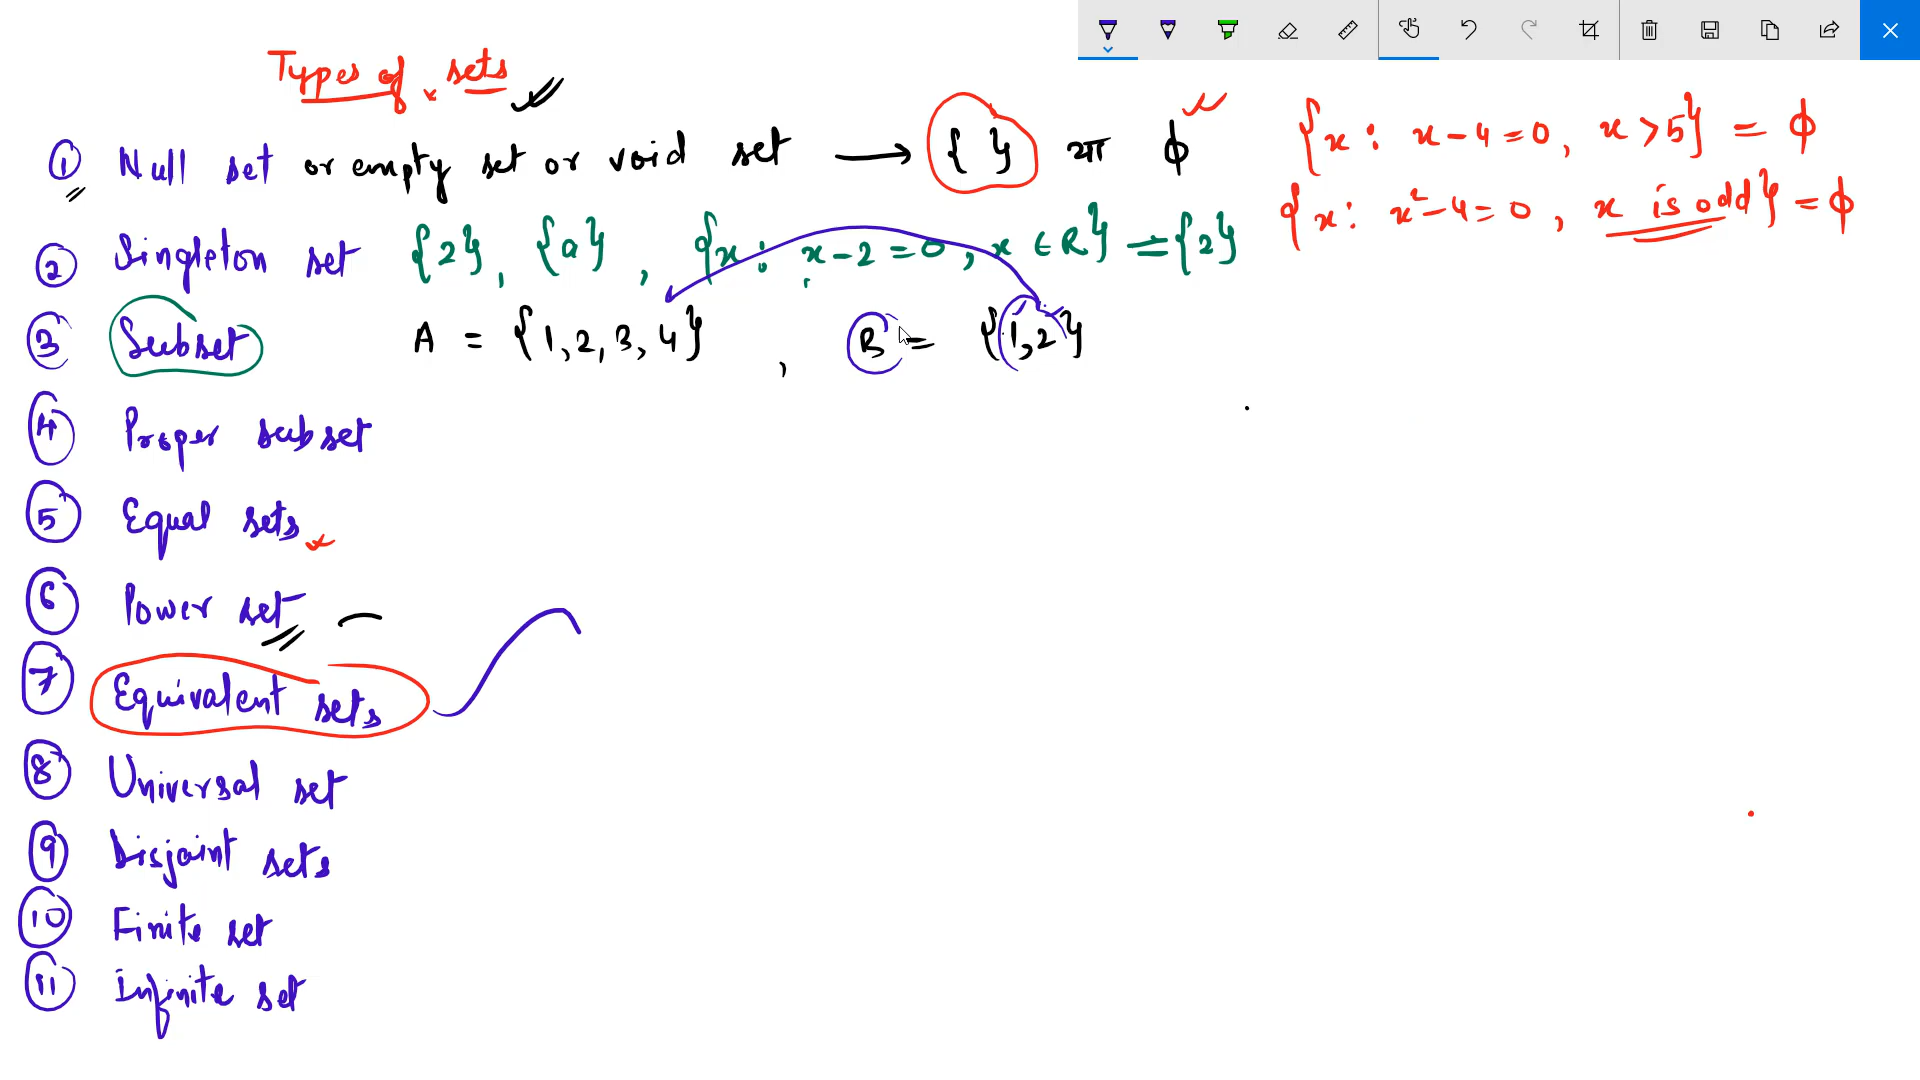 Types of sets
① Null set or empty set or void set ⟶ { } या ϕ {x : x-4=0, x>5} = ϕ
{x : x²-4=0, x is odd} = ϕ
② Singleton set {2}, {a}, {x : x-2=0, x ∈ R} = {2}
③ Subset A = {1,2,3,4} , B = {1,2}
④ Proper subset
⑤ Equal sets
⑥ Power set
⑦ Equivalent sets
⑧ Universal set
⑨ Disjoint sets
⑩ Finite set
⑪ Infinite set